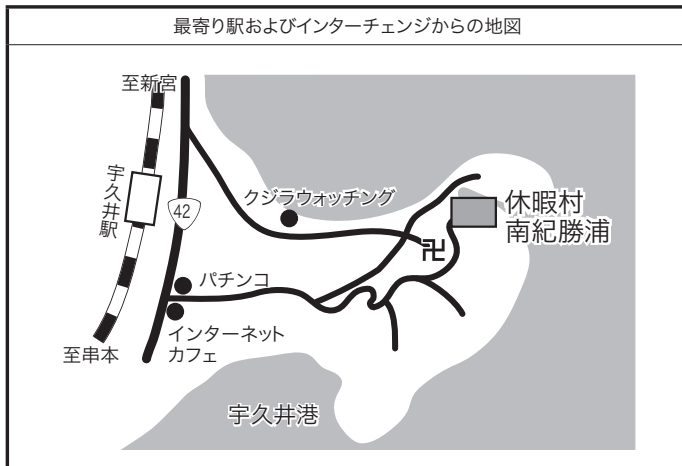 最寄り駅およびインターチェンジからの地図
至新宮
宇久井駅
42
クジラウォッチング
休暇村
南紀勝浦
卍
パチンコ
インターネット
カフェ
至串本
宇久井港